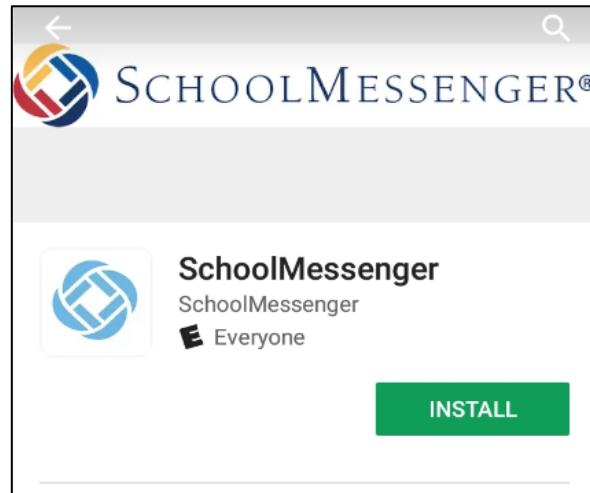 SCHOOLMESSENGER®
SchoolMessenger
SchoolMessenger
E Everyone
INSTALL